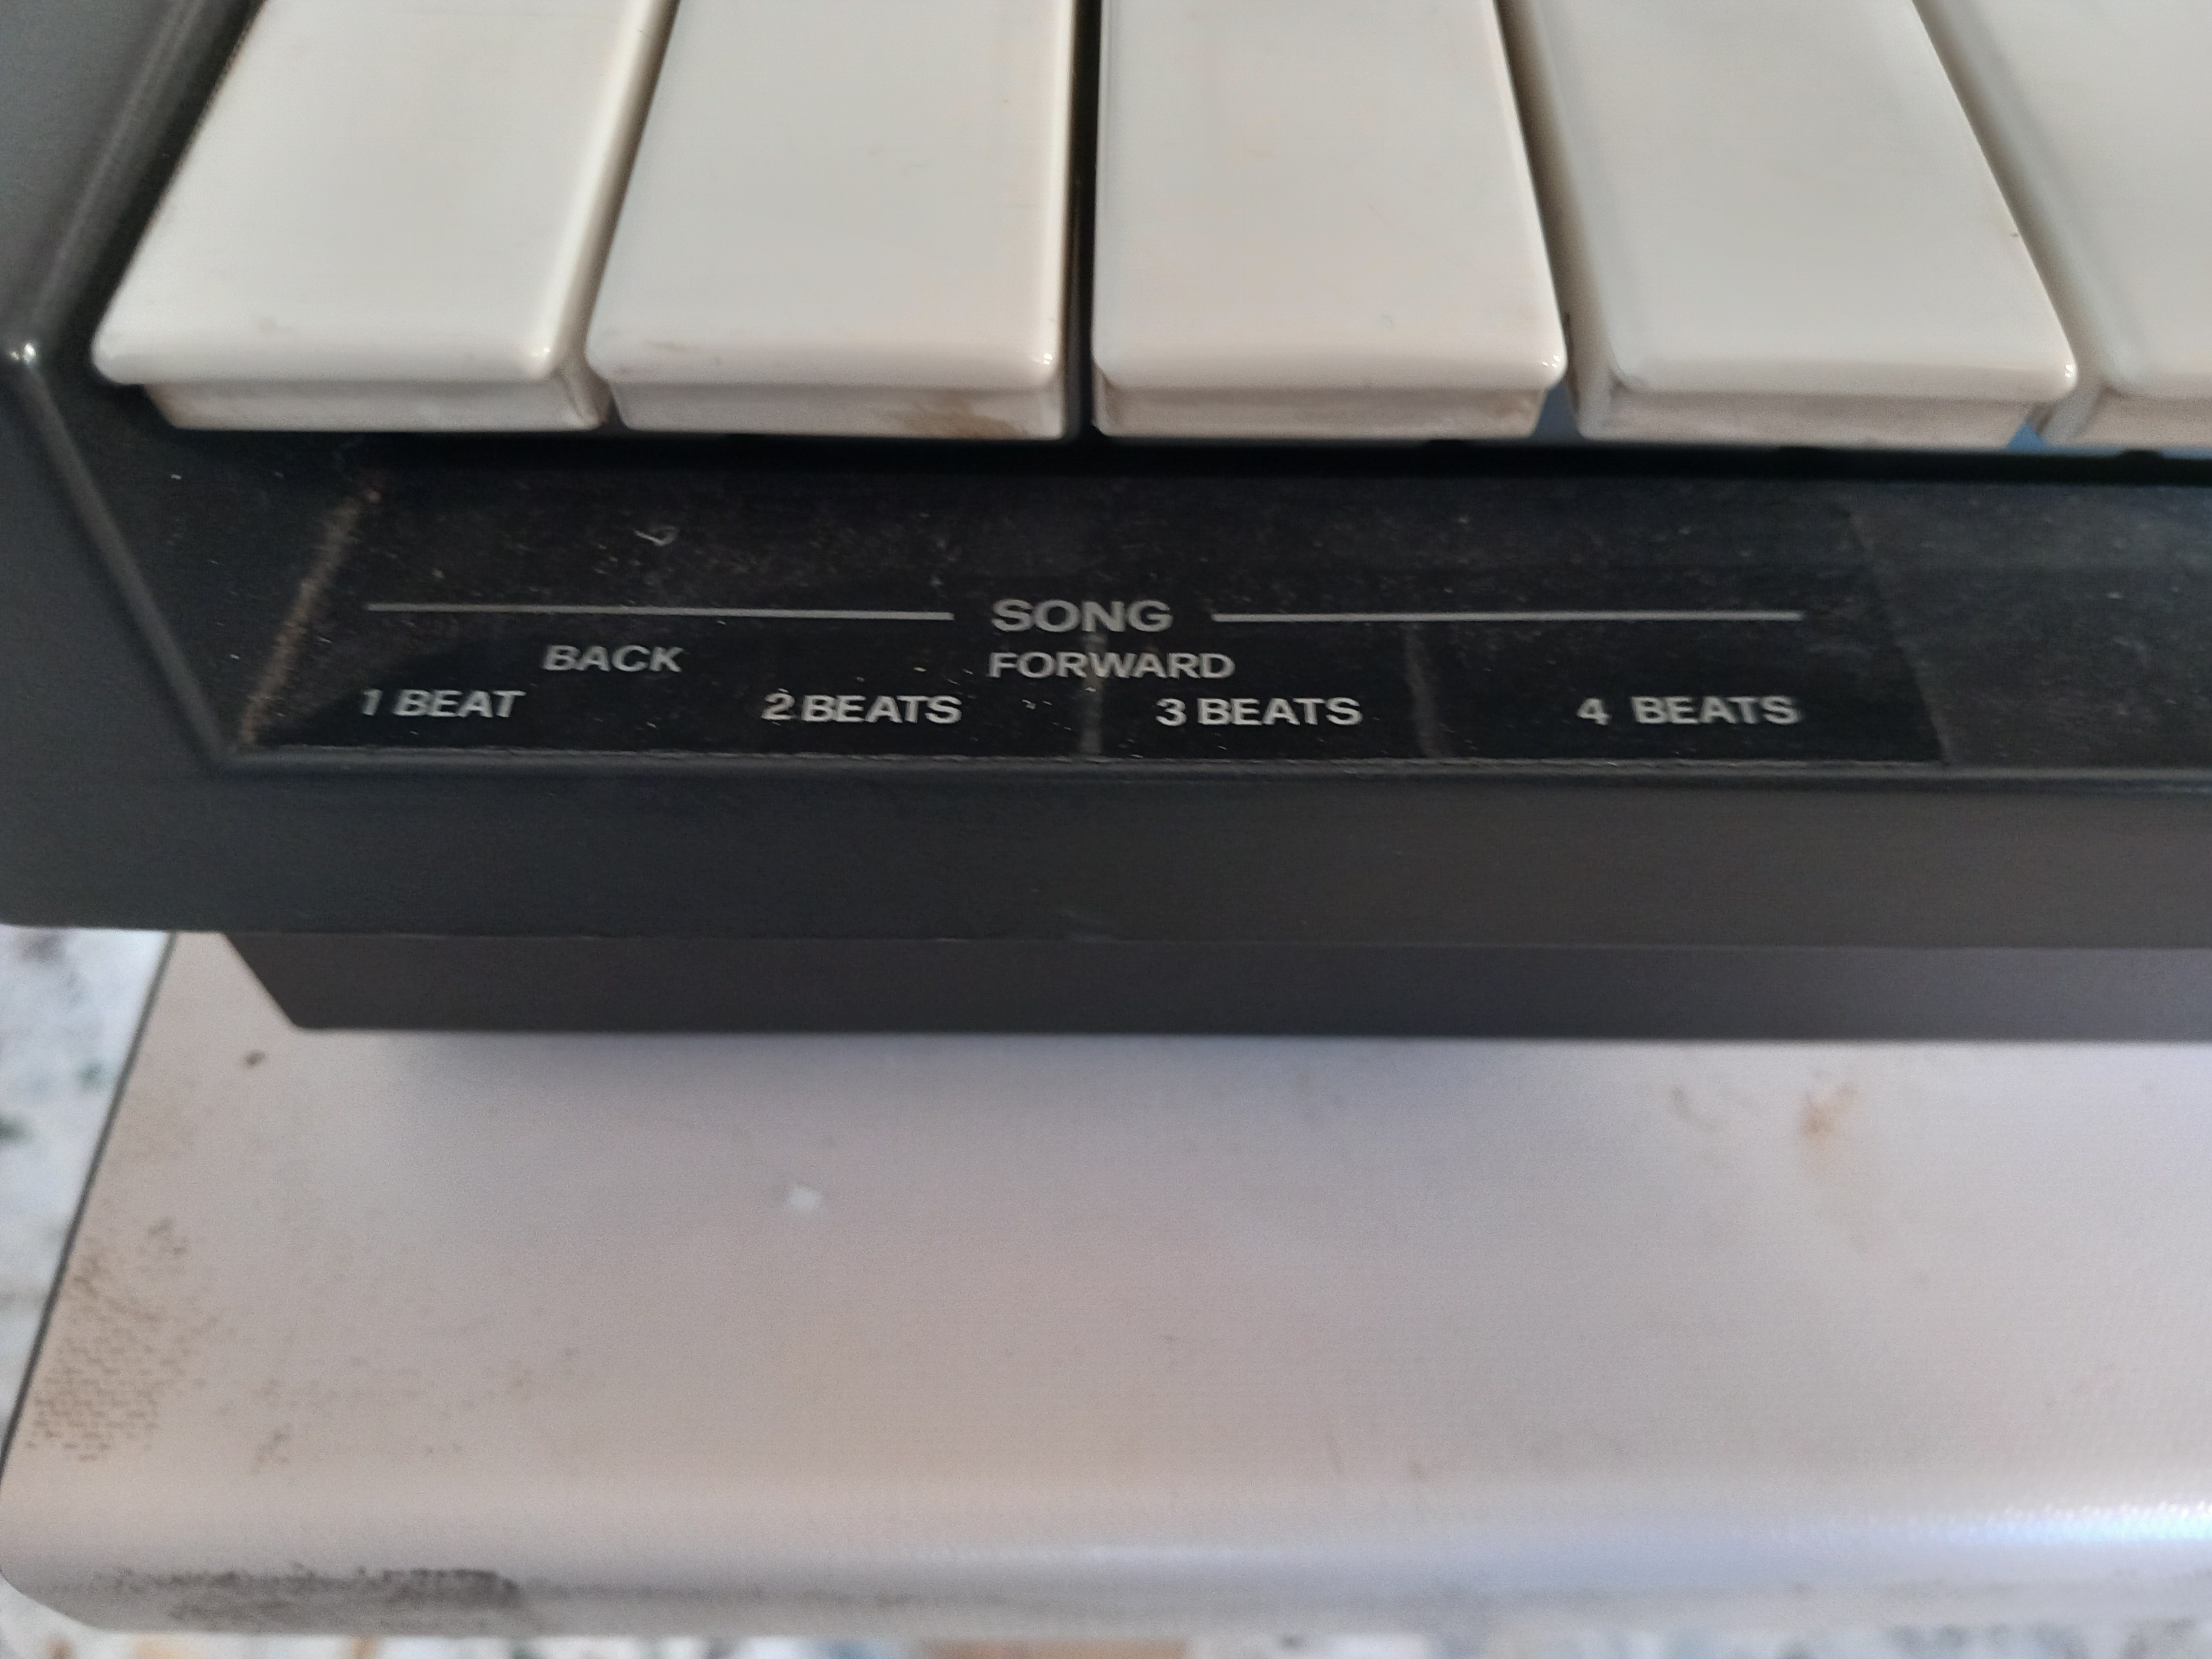 SONG
BACK FORWARD
1 BEAT 2 BEATS 3 BEATS 4 BEATS